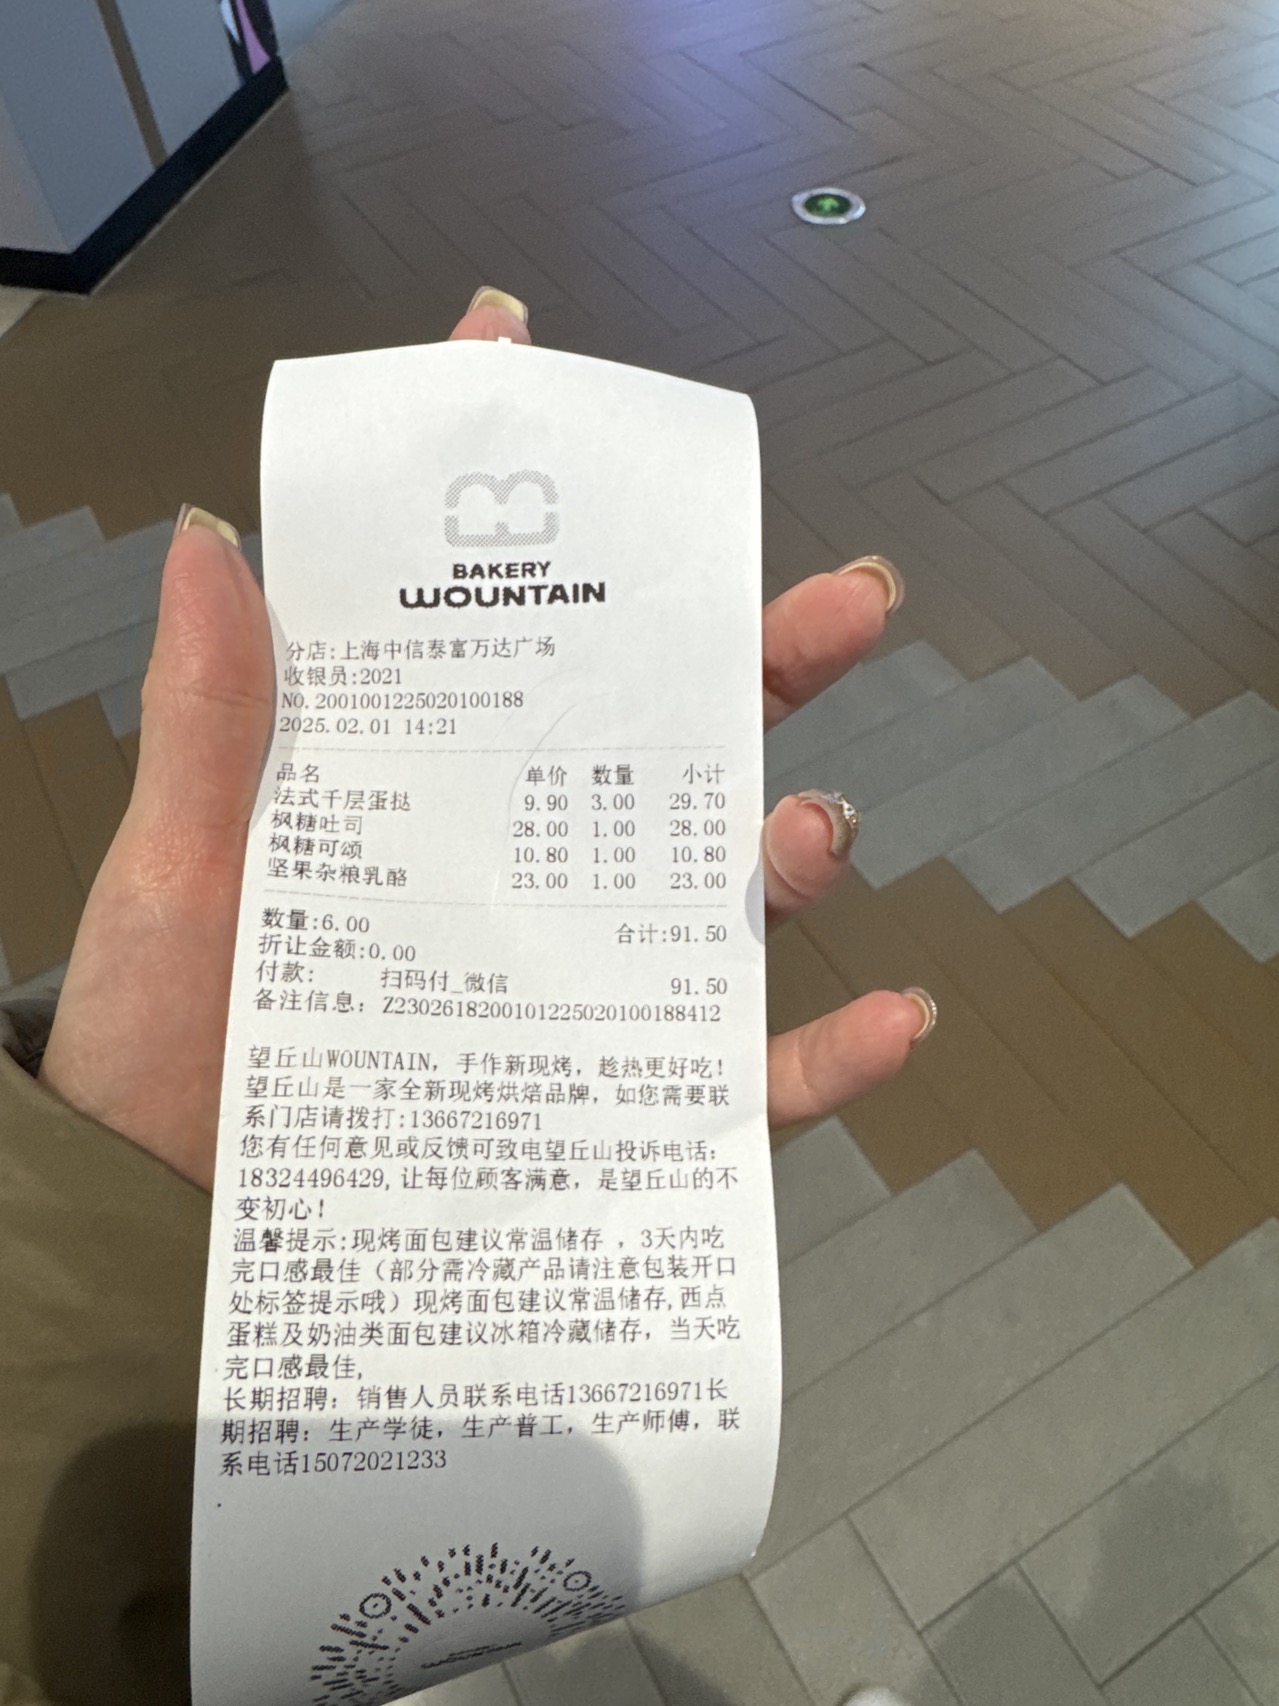 BAKERY
WOUNTAIN
分店:上海中信泰富万达广场
收银员:2021
NO.2001001225020100188
2025.02.01 14:21
品名 单价 数量 小计
法式千层蛋挞 9.90 3.00 29.70
枫糖吐司 28.00 1.00 28.00
枫糖可颂 10.80 1.00 10.80
坚果杂粮乳酪 23.00 1.00 23.00
数量:6.00 合计:91.50
折让金额:0.00
付款: 扫码付_微信 91.50
备注信息: Z2302618200101225020100188412
望丘山WOUNTAIN，手作新现烤，趁热更好吃！
望丘山是一家全新现烤烘焙品牌，如您需要联
系门店请拨打:13667216971
您有任何意见或反馈可致电望丘山投诉电话:
18324496429,让每位顾客满意，是望丘山的不
变初心！
温馨提示:现烤面包建议常温储存 ，3天内吃
完口感最佳（部分需冷藏产品请注意包装开口
处标签提示哦）现烤面包建议常温储存,西点
蛋糕及奶油类面包建议冰箱冷藏储存，当天吃
完口感最佳,
长期招聘：销售人员联系电话13667216971长
期招聘：生产学徒，生产普工，生产师傅，联
系电话15072021233
.